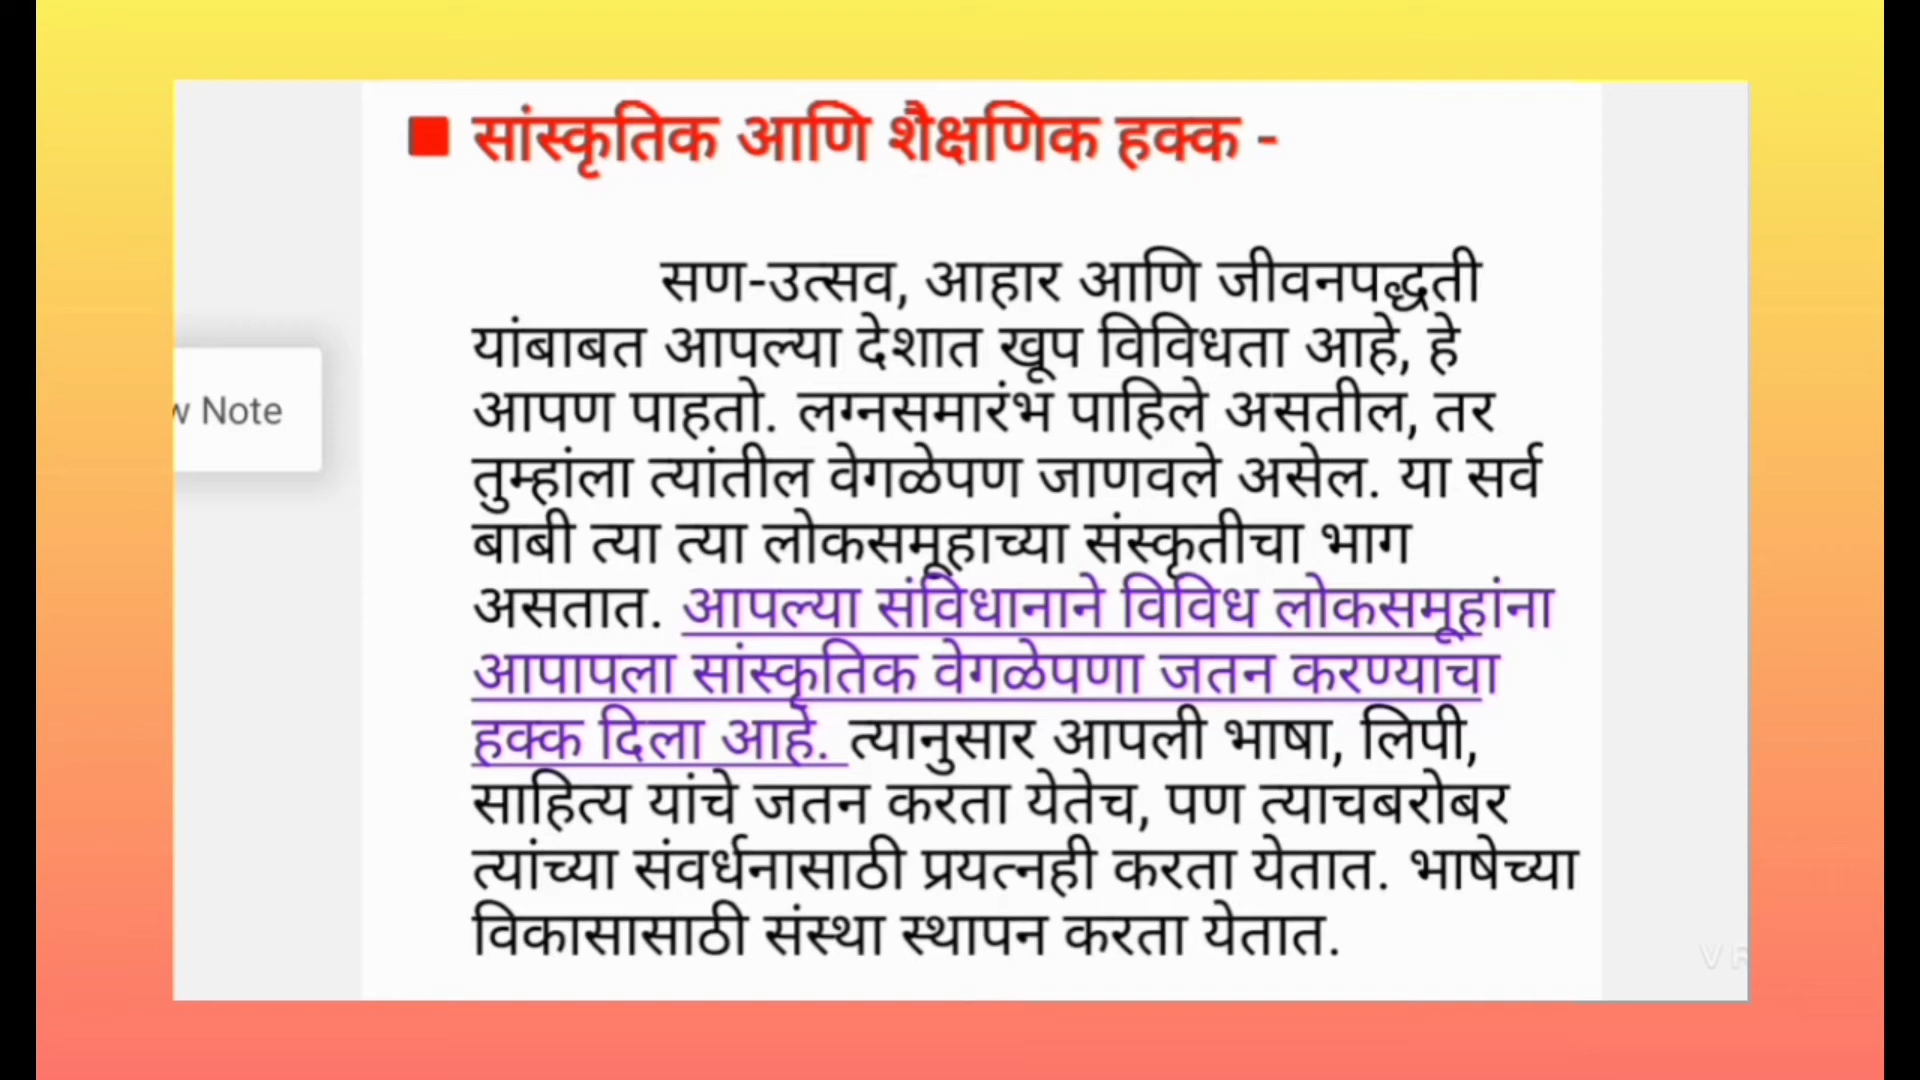 ■ सांस्कृतिक आणि शैक्षणिक हक्क -
सण-उत्सव, आहार आणि जीवनपद्धती
यांबाबत आपल्या देशात खूप विविधता आहे, हे
आपण पाहतो. लग्नसमारंभ पाहिले असतील, तर
तुम्हांला त्यांतील वेगळेपण जाणवले असेल. या सर्व
बाबी त्या त्या लोकसमूहाच्या संस्कृतीचा भाग
असतात. आपल्या संविधानाने विविध लोकसमूहांना
आपापला सांस्कृतिक वेगळेपणा जतन करण्याचा
हक्क दिला आहे. त्यानुसार आपली भाषा, लिपी,
साहित्य यांचे जतन करता येतेच, पण त्याचबरोबर
त्यांच्या संवर्धनासाठी प्रयत्नही करता येतात. भाषेच्या
विकासासाठी संस्था स्थापन करता येतात.
w Note